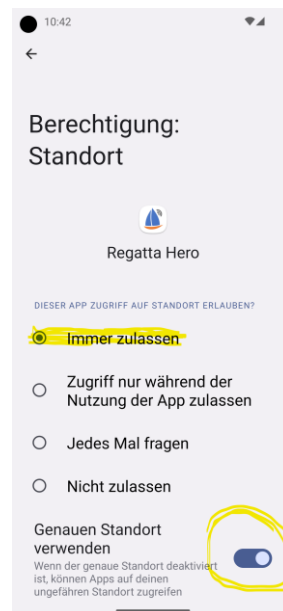 10:42
Berechtigung:
Standort
Regatta Hero
DIESER APP ZUGRIFF AUF STANDORT ERLAUBEN?
Immer zulassen
Zugriff nur während der
Nutzung der App zulassen
Jedes Mal fragen
Nicht zulassen
Genauen Standort
verwenden
Wenn der genaue Standort deaktiviert
ist, können Apps auf deinen
ungefähren Standort zugreifen